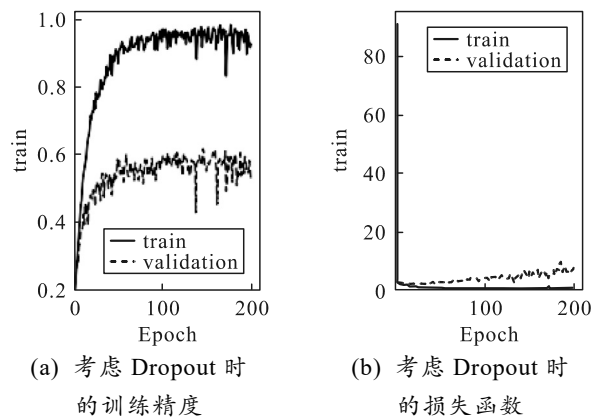 1.0
0.8
0.6
0.4
0.2
train
train
validation
0
50
100
150
200
Epoch
(a) 考虑 Dropout 时
的训练精度
80
60
40
20
0
train
train
validation
100
200
Epoch
(b) 考虑 Dropout 时
的损失函数